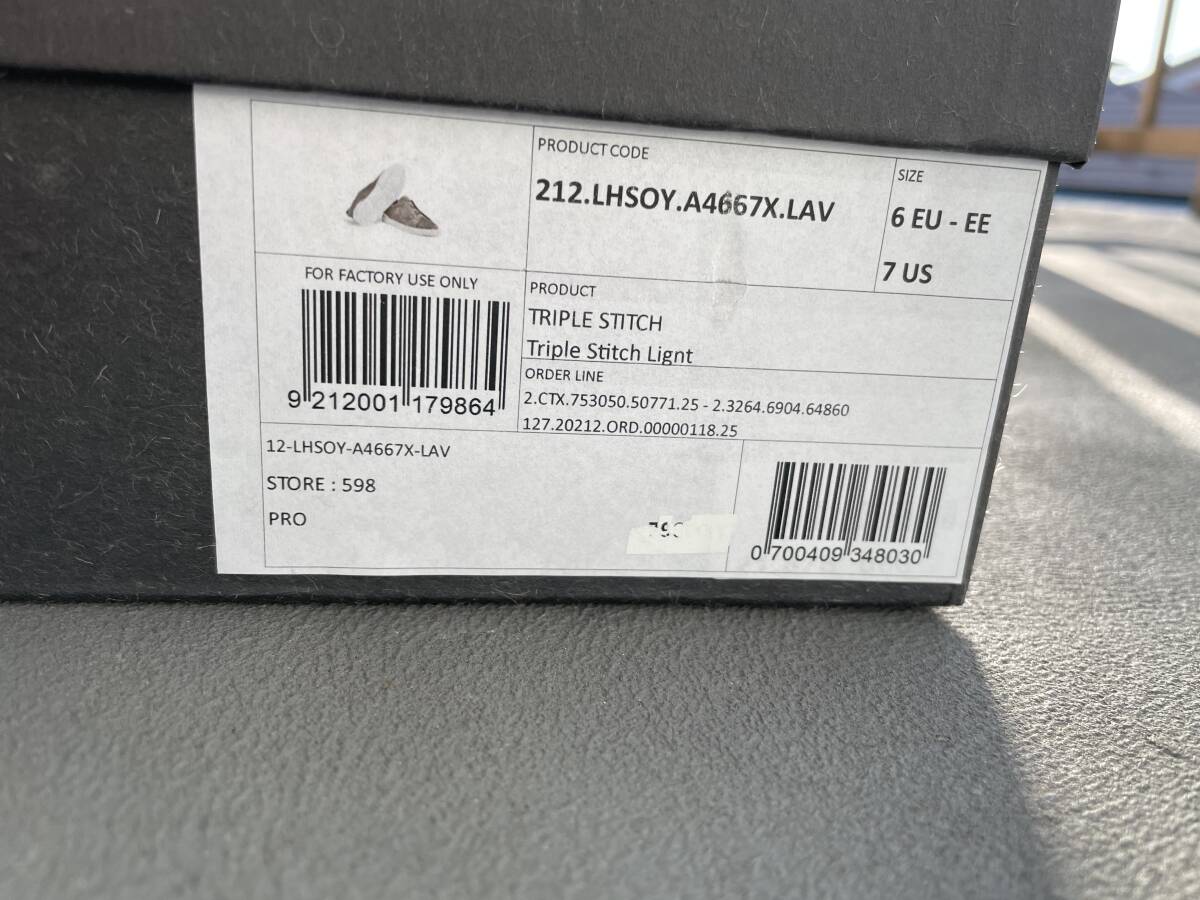 PRODUCT CODE
212.LHSOY.A4667X.LAV
SIZE
6 EU - EE
7 US
FOR FACTORY USE ONLY
9 212001 179864
PRODUCT
TRIPLE STITCH
Triple Stitch Lignt
ORDER LINE
2.CTX.753050.50771.25 - 2.3264.6904.64860
127.20212.ORD.00000118.25
12-LHSOY-A4667X-LAV
STORE : 598
PRO
0 700409 348030